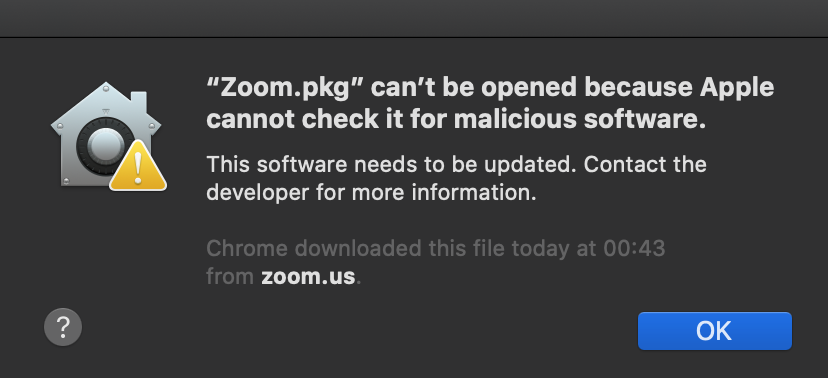 “Zoom.pkg” can’t be opened because Apple
cannot check it for malicious software.
This software needs to be updated. Contact the
developer for more information.
Chrome downloaded this file today at 00:43
from zoom.us.
?
OK